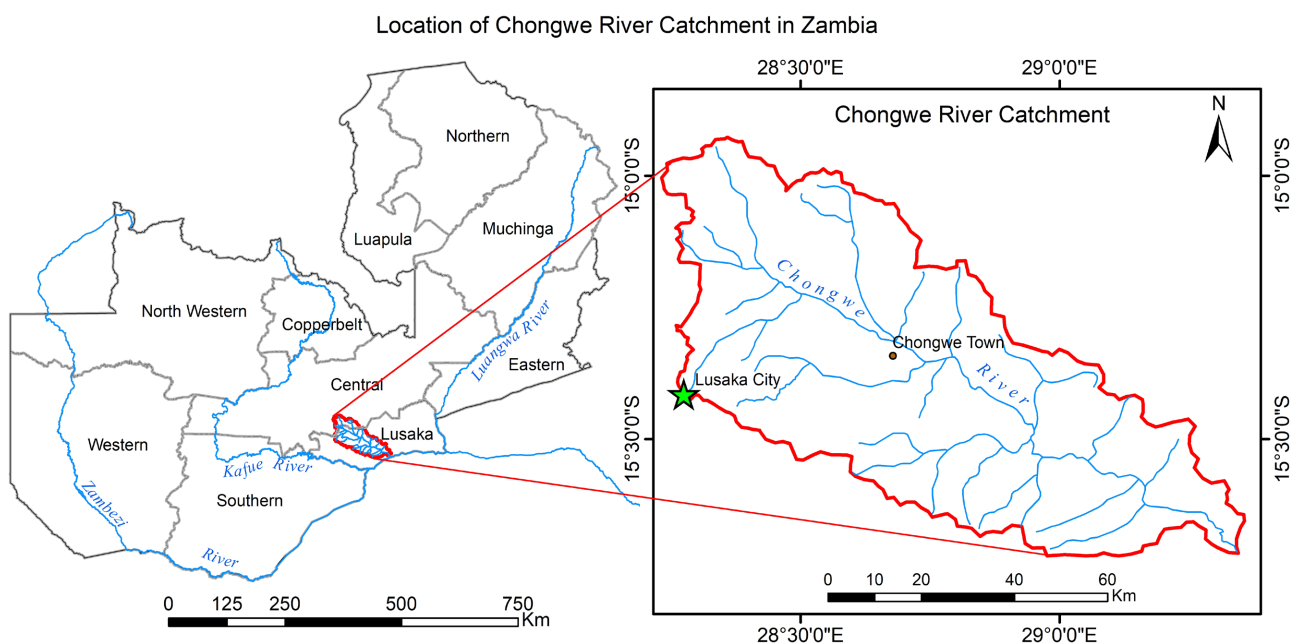 Location of Chongwe River Catchment in Zambia
28°30'0"E
29°0'0"E
Chongwe River Catchment
N
15°0'0"S
15°0'0"S
Northern
Luapula
Muchinga
North Western
Copperbelt
Luangwa River
Eastern
Central
Lusaka
Western
Kafue River
Southern
Zambezi
River
Chongwe
Chongwe Town
River
Lusaka City
15°30'0"S
15°30'0"S
0 125 250 500 750
Km
0 10 20 40 60
Km
28°30'0"E
29°0'0"E